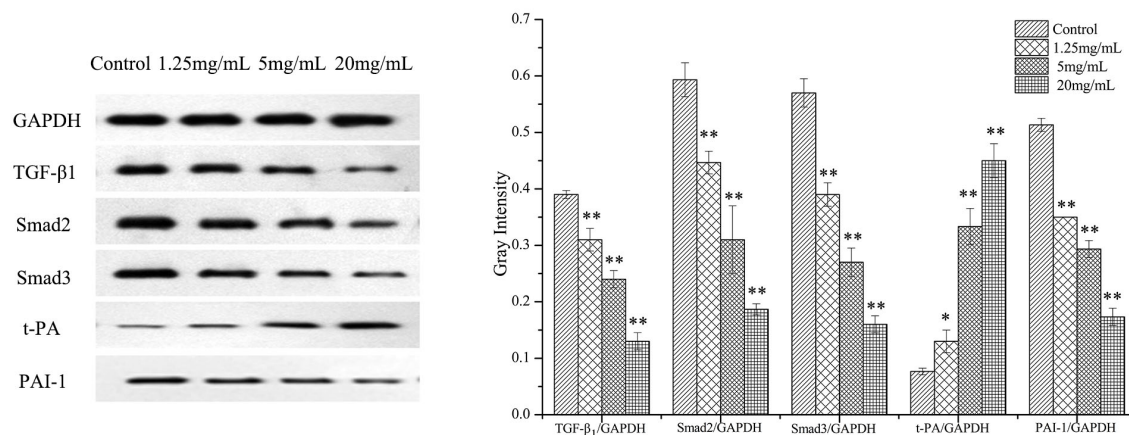 Control 1.25mg/mL 5mg/mL 20mg/mL
GAPDH
TGF-β1
Smad2
Smad3
t-PA
PAI-1
Gray Intensity
0.7
0.6
0.5
0.4
0.3
0.2
0.1
0.0
Control
1.25mg/mL
5mg/mL
20mg/mL
** ** **
** ** **
** ** **
* ** **
** ** **
TGF-β₁/GAPDH Smad2/GAPDH Smad3/GAPDH t-PA/GAPDH PAI-1/GAPDH